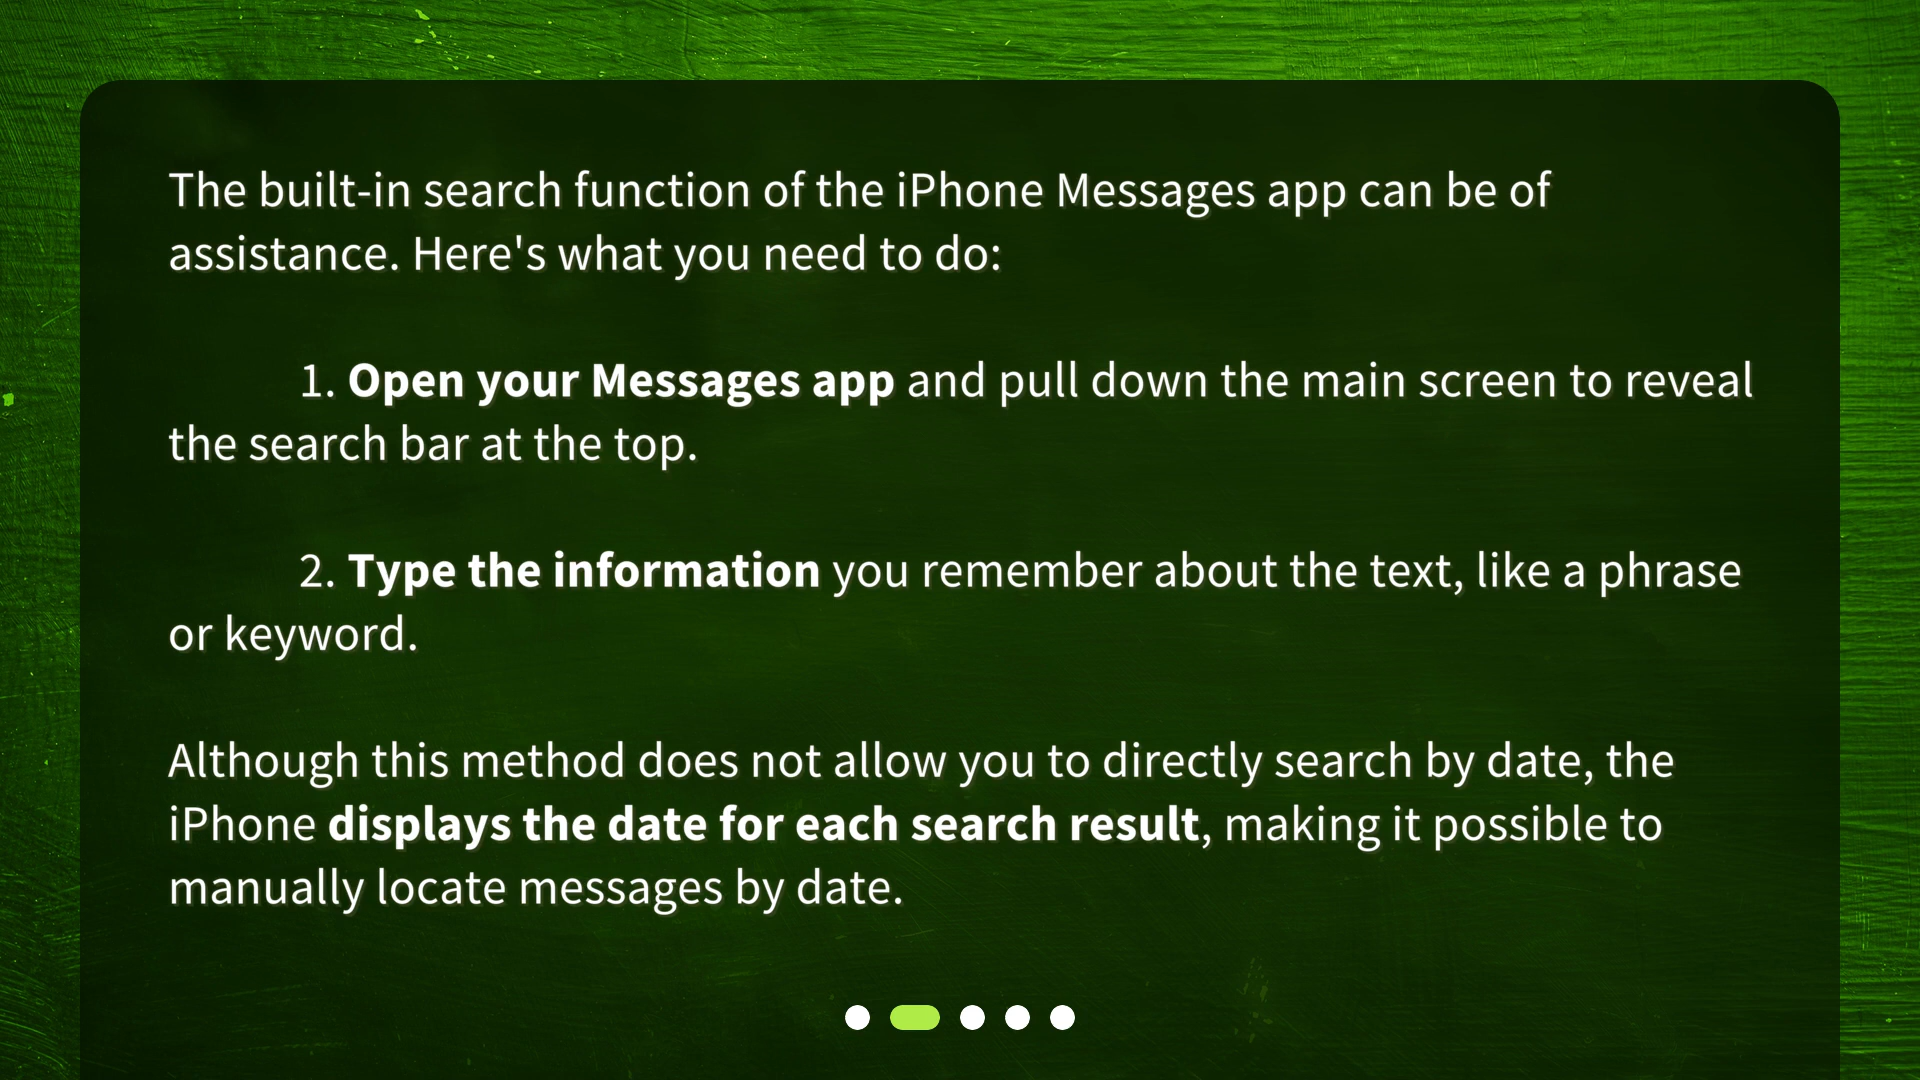 The built-in search function of the iPhone Messages app can be of
assistance. Here's what you need to do:
1. Open your Messages app and pull down the main screen to reveal
the search bar at the top.
2. Type the information you remember about the text, like a phrase
or keyword.
Although this method does not allow you to directly search by date, the
iPhone displays the date for each search result, making it possible to
manually locate messages by date.